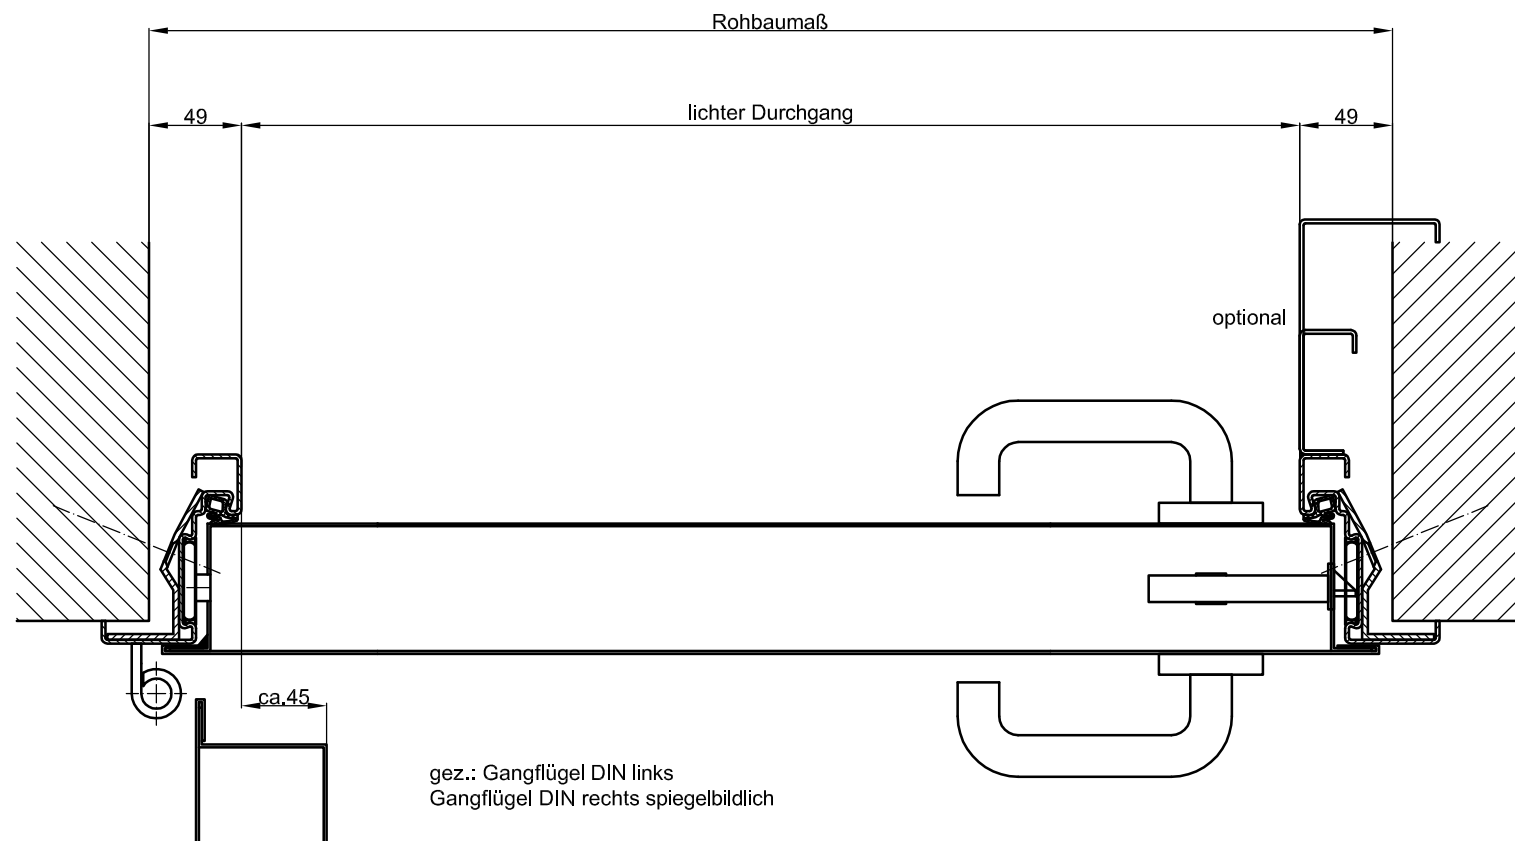 Rohbaumaß
49
lichter Durchgang
49
optional
ca.45
gez.: Gangflügel DIN links
Gangflügel DIN rechts spiegelbildlich